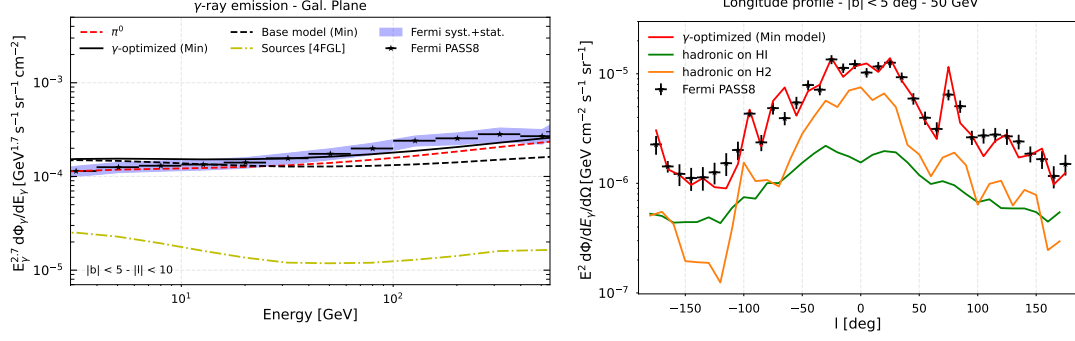 γ-ray emission - Gal. Plane
π⁰
γ-optimized (Min)
Base model (Min)
Sources [4FGL]
Fermi syst.+stat.
Fermi PASS8
10⁻³
10⁻⁴
10⁻⁵
E_γ^2.7 dΦ_γ/dE_γ [GeV^1.7 s⁻¹ sr⁻¹ cm⁻²]
|b| < 5 - |l| < 10
10¹
10²
Energy [GeV]
Longitude profile - |b| < 5 deg - 50 GeV
γ-optimized (Min model)
hadronic on HI
hadronic on H2
Fermi PASS8
10⁻⁵
10⁻⁶
10⁻⁷
E² dΦ/dE_γ/dΩ [GeV cm⁻² s⁻¹ sr⁻¹]
−150 −100 −50 0 50 100 150
l [deg]